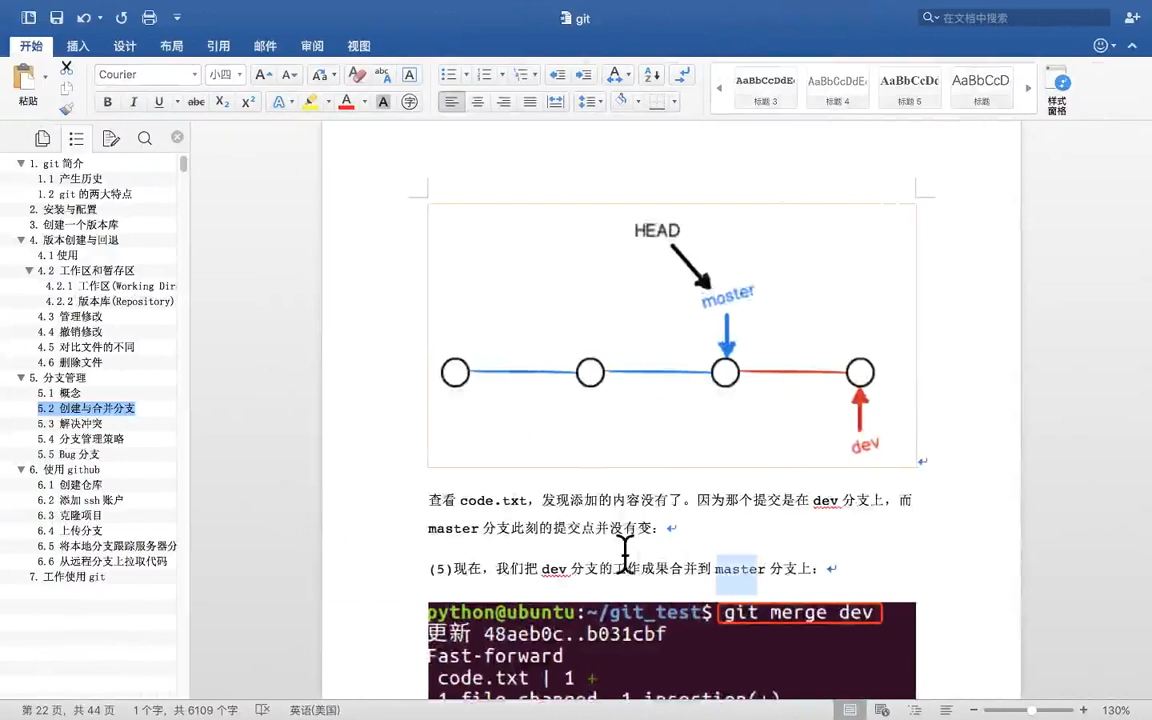 git
在文档中搜索
开始 插入 设计 布局 引用 邮件 审阅 视图
粘贴
Courier 小四
AaBbCcDdEe AaBbCcDdEe AaBbCcDc AaBbCcD
标题 3 标题 4 标题 5 标题
样式
窗格
1. git 简介
1.1 产生历史
1.2 git 的两大特点
2. 安装与配置
3. 创建一个版本库
4. 版本创建与回退
4.1 使用
4.2 工作区和暂存区
4.2.1 工作区(Working Dir
4.2.2 版本库(Repository)
4.3 管理修改
4.4 撤销修改
4.5 对比文件的不同
4.6 删除文件
5. 分支管理
5.1 概念
5.2 创建与合并分支
5.3 解决冲突
5.4 分支管理策略
5.5 Bug 分支
6. 使用 github
6.1 创建仓库
6.2 添加 ssh 账户
6.3 克隆项目
6.4 上传分支
6.5 将本地分支跟踪服务器分
6.6 从远程分支上拉取代码
7. 工作使用 git
HEAD
master
dev
查看 code.txt，发现添加的内容没有了。因为那个提交是在 dev 分支上，而
master 分支此刻的提交点并没有变：
(5)现在，我们把 dev 分支的工作成果合并到 master 分支上：
python@ubuntu:~/git_test$ git merge dev
更新 48aeb0c..b031cbf
Fast-forward
code.txt | 1 +
1 file changed, 1 insertion(+)
第 22 页，共 44 页 1 个字，共 6109 个字 英语(美国) 130%